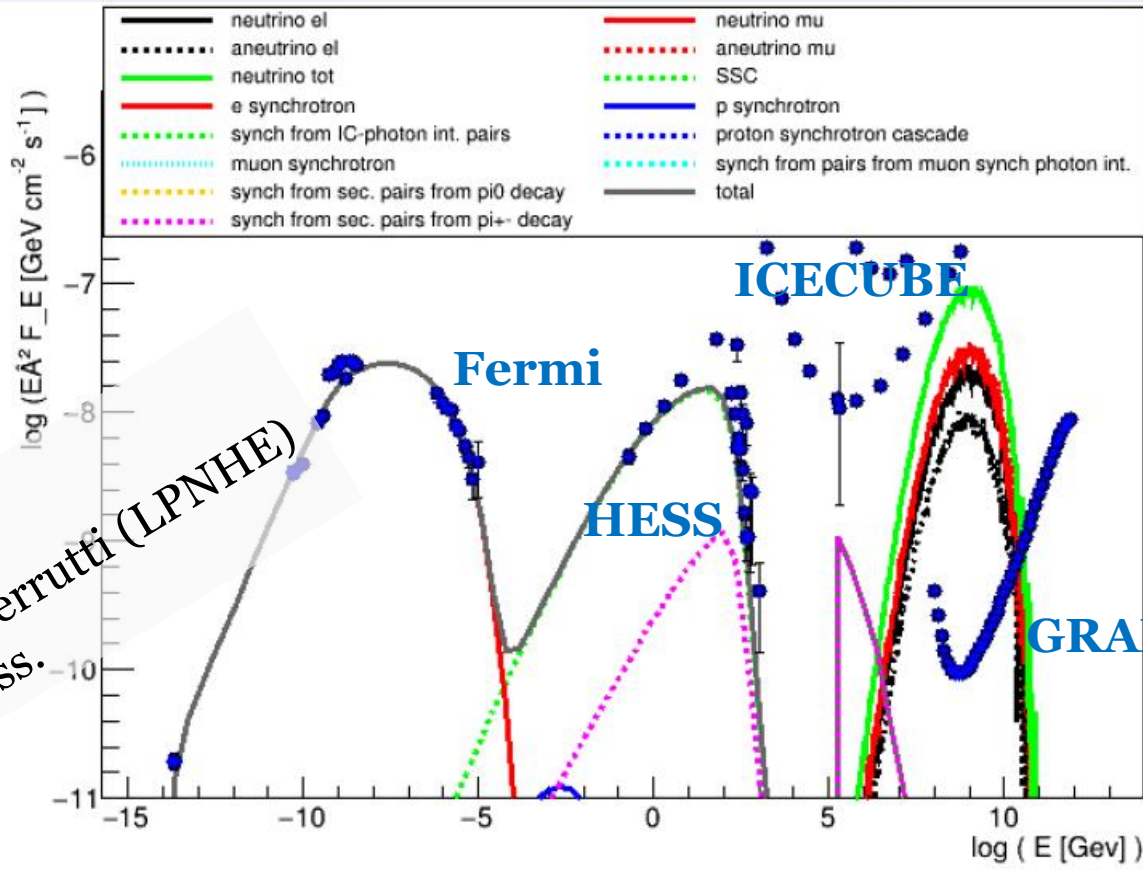 neutrino el
aneutrino el
neutrino tot
e synchrotron
synch from IC-photon int. pairs
muon synchrotron
synch from sec. pairs from pi0 decay
synch from sec. pairs from pi+- decay
neutrino mu
aneutrino mu
SSC
p synchrotron
proton synchrotron cascade
synch from pairs from muon synch photon int.
total
log (EÂ² F_E [GeV cm-2 s-1] )
−6
−7
−8
−9
−10
−11
ICECUBE
Fermi
HESS
errutti (LPNHE)
ss.
GRA
−15
−10
−5
0
5
10
log ( E [Gev] )